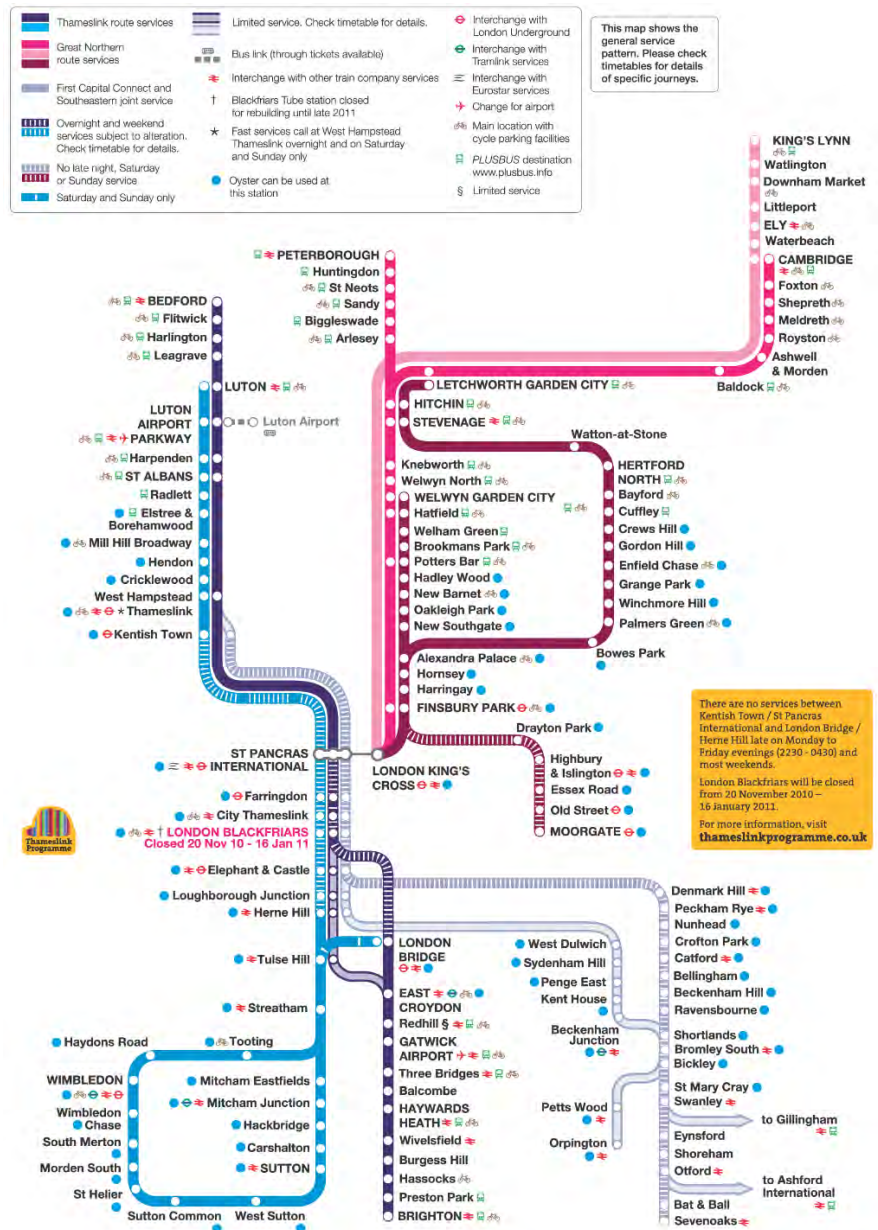 Thameslink route services
Great Northern
route services
First Capital Connect and
Southeastern joint service
Overnight and weekend
services subject to alteration.
Check timetable for details.
No late night, Saturday
or Sunday service
Saturday and Sunday only
Limited service. Check timetable for details.
Bus link (through tickets available)
Interchange with other train company services
† Blackfriars Tube station closed
for rebuilding until late 2011
* Fast services call at West Hampstead
Thameslink overnight and on Saturday
and Sunday only
Oyster can be used at
this station
Interchange with
London Underground
Interchange with
Tramlink services
Interchange with
Eurostar services
Change for airport
Main location with
cycle parking facilities
PLUSBUS destination
www.plusbus.info
§ Limited service
This map shows the
general service
pattern. Please check
timetables for details
of specific journeys.
KING'S LYNN
Watlington
Downham Market
Littleport
ELY
Waterbeach
CAMBRIDGE
Foxton
Shepreth
Meldreth
Royston
Ashwell
& Morden
Baldock
PETERBOROUGH
Huntingdon
St Neots
Sandy
Biggleswade
Arlesey
LETCHWORTH GARDEN CITY
HITCHIN
STEVENAGE
Watton-at-Stone
Knebworth
Welwyn North
WELWYN GARDEN CITY
Hatfield
Welham Green
Brookmans Park
Potters Bar
Hadley Wood
New Barnet
Oakleigh Park
New Southgate
Alexandra Palace
Hornsey
Harringay
FINSBURY PARK
HERTFORD
NORTH
Bayford
Cuffley
Crews Hill
Gordon Hill
Enfield Chase
Grange Park
Winchmore Hill
Palmers Green
Bowes Park
Drayton Park
Highbury
& Islington
Essex Road
Old Street
MOORGATE
LONDON KING'S
CROSS
BEDFORD
Flitwick
Harlington
Leagrave
LUTON
LUTON
AIRPORT
PARKWAY
Luton Airport
Harpenden
ST ALBANS
Radlett
Elstree &
Borehamwood
Mill Hill Broadway
Hendon
Cricklewood
West Hampstead
* Thameslink
Kentish Town
ST PANCRAS
INTERNATIONAL
Farringdon
City Thameslink
† LONDON BLACKFRIARS
Closed 20 Nov 10 - 16 Jan 11
Elephant & Castle
Loughborough Junction
Herne Hill
Tulse Hill
Streatham
Haydons Road
Tooting
WIMBLEDON
Wimbledon
Chase
South Merton
Morden South
St Helier
Sutton Common
West Sutton
Mitcham Eastfields
Mitcham Junction
Hackbridge
Carshalton
SUTTON
LONDON
BRIDGE
EAST
CROYDON
Redhill §
GATWICK
AIRPORT
Three Bridges
Balcombe
HAYWARDS
HEATH
Wivelsfield
Burgess Hill
Hassocks
Preston Park
BRIGHTON
West Dulwich
Sydenham Hill
Penge East
Kent House
Beckenham
Junction
Petts Wood
Orpington
Denmark Hill
Peckham Rye
Nunhead
Crofton Park
Catford
Bellingham
Beckenham Hill
Ravensbourne
Shortlands
Bromley South
Bickley
St Mary Cray
Swanley
to Gillingham
Eynsford
Shoreham
Otford
to Ashford
International
Bat & Ball
Sevenoaks
There are no services between
Kentish Town / St Pancras
International and London Bridge /
Herne Hill late on Monday to
Friday evenings (2230 - 0430) and
most weekends.
London Blackfriars will be closed
from 20 November 2010 –
16 January 2011.
For more information, visit
thameslinkprogramme.co.uk
Thameslink
Programme